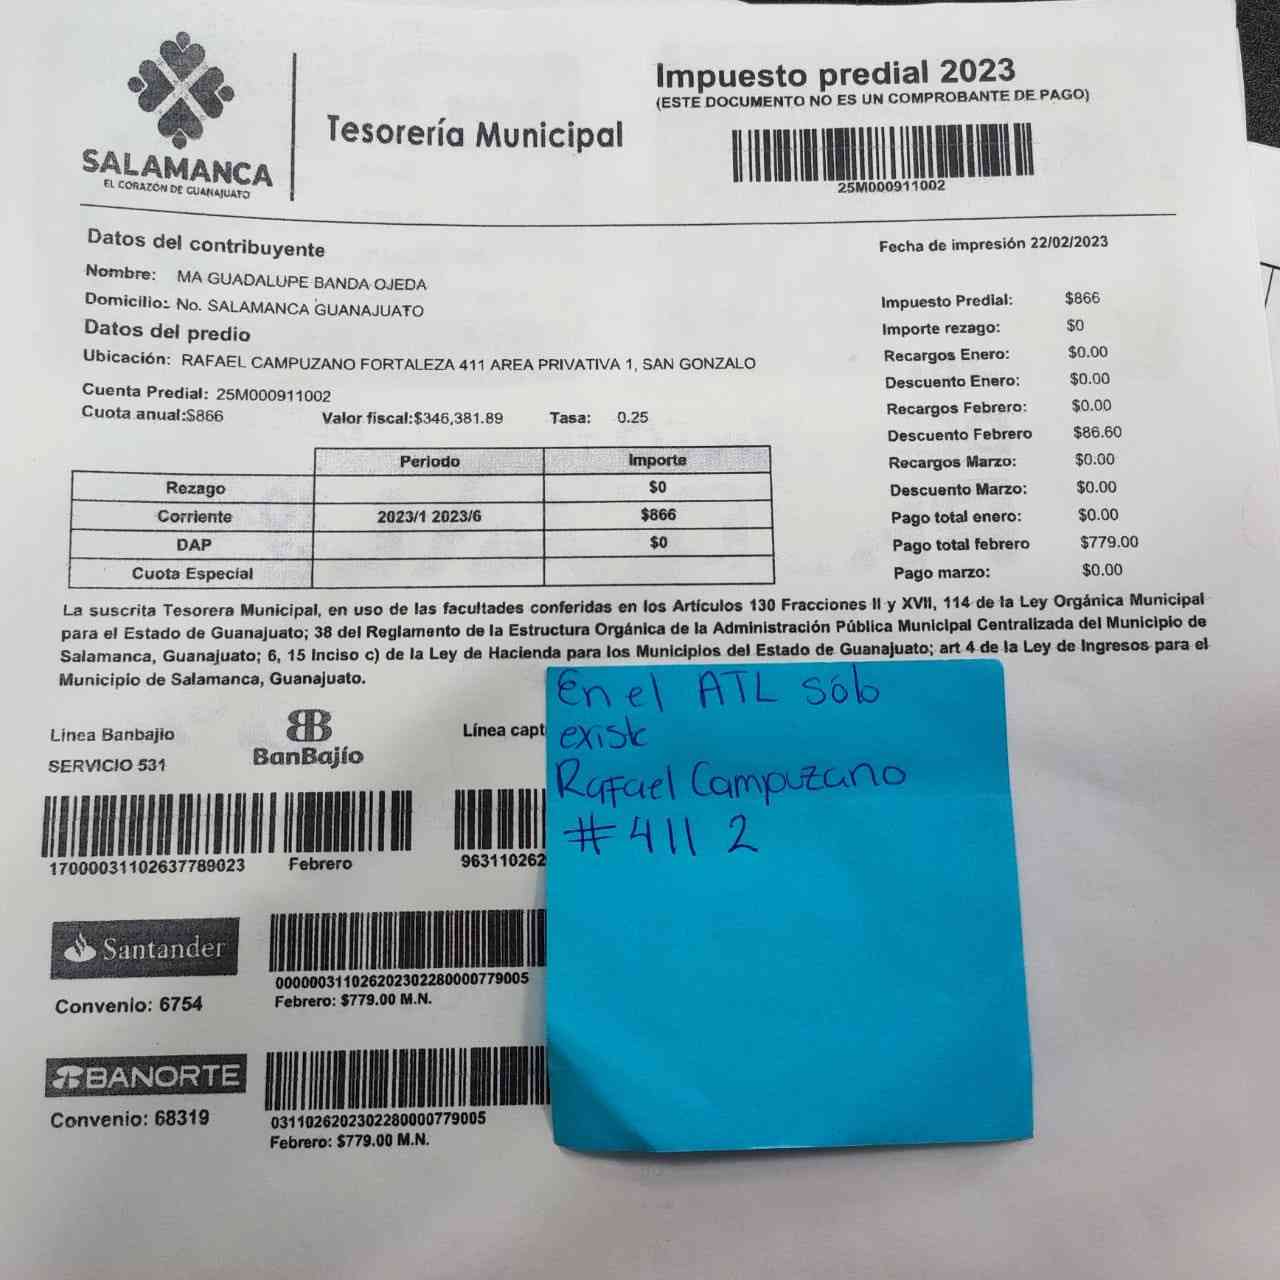 SALAMANCA
EL CORAZÓN DE GUANAJUATO
Tesorería Municipal
Impuesto predial 2023
(ESTE DOCUMENTO NO ES UN COMPROBANTE DE PAGO)
25M000911002
Datos del contribuyente
Fecha de impresión 22/02/2023
Nombre: MA GUADALUPE BANDA OJEDA
Domicilio: No. SALAMANCA GUANAJUATO
Datos del predio
Ubicación: RAFAEL CAMPUZANO FORTALEZA 411 AREA PRIVATIVA 1, SAN GONZALO
Cuenta Predial: 25M000911002
Cuota anual:$866 Valor fiscal:$346,381.89 Tasa: 0.25
Impuesto Predial: $866
Importe rezago: $0
Recargos Enero: $0.00
Descuento Enero: $0.00
Recargos Febrero: $0.00
Descuento Febrero $86.60
Recargos Marzo: $0.00
Descuento Marzo: $0.00
Pago total enero: $0.00
Pago total febrero $779.00
Pago marzo: $0.00
Periodo Importe
Rezago $0
Corriente 2023/1 2023/6 $866
DAP $0
Cuota Especial
La suscrita Tesorera Municipal, en uso de las facultades conferidas en los Artículos 130 Fracciones II y XVII, 114 de la Ley Orgánica Municipal
para el Estado de Guanajuato; 38 del Reglamento de la Estructura Orgánica de la Administración Pública Municipal Centralizada del Municipio de
Salamanca, Guanajuato; 6, 15 Inciso c) de la Ley de Hacienda para los Municipios del Estado de Guanajuato; art 4 de la Ley de Ingresos para el
Municipio de Salamanca, Guanajuato.
Línea Banbajio
SERVICIO 531
BanBajío
Línea capt
17000031102637789023 Febrero
963110262
Santander
Convenio: 6754
00000031102620230228000077​9005
Febrero: $779.00 M.N.
BANORTE
Convenio: 68319
0311026202302280000779005
Febrero: $779.00 M.N.
En el ATL sólo
existe
Rafael Campuzano
#411 2